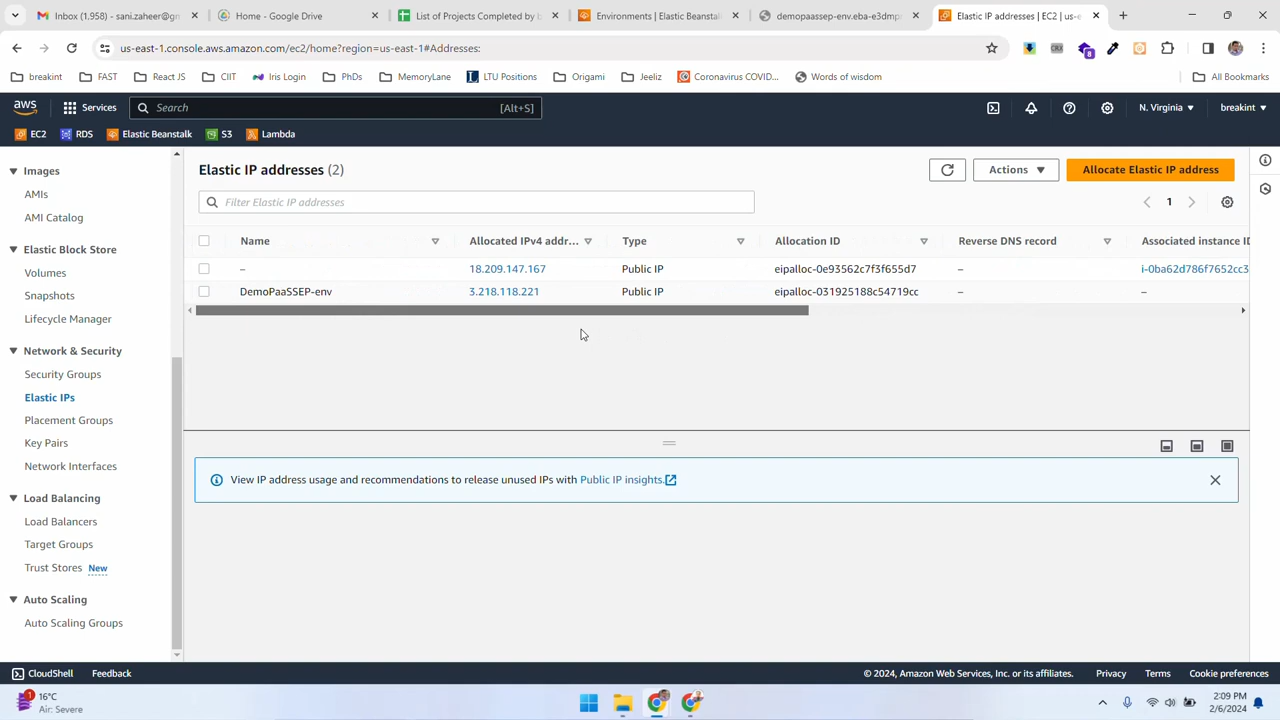 Inbox (1,958) - sani.zaheer@gm
Home - Google Drive
List of Projects Completed by b
Environments | Elastic Beanstal
demopaassep-env.eba-e3dmp
Elastic IP addresses | EC2 | us-e
us-east-1.console.aws.amazon.com/ec2/home?region=us-east-1#Addresses:
CRX
8
breakint
FAST
React JS
CIIT
Iris Login
PhDs
MemoryLane
LTU Positions
Origami
Jeeliz
Coronavirus COVID...
Words of wisdom
All Bookmarks
aws
Services
Search
[Alt+S]
N. Virginia
breakint
EC2
RDS
Elastic Beanstalk
S3
Lambda
Images
AMIs
AMI Catalog
Elastic Block Store
Volumes
Snapshots
Lifecycle Manager
Network & Security
Security Groups
Elastic IPs
Placement Groups
Key Pairs
Network Interfaces
Load Balancing
Load Balancers
Target Groups
Trust Stores New
Auto Scaling
Auto Scaling Groups
Elastic IP addresses (2)
Actions
Allocate Elastic IP address
Filter Elastic IP addresses
1
Name Allocated IPv4 addr... Type Allocation ID Reverse DNS record Associated instance ID
– 18.209.147.167 Public IP eipalloc-0e93562c7f3f655d7 – i-0ba62d786f7652cc3
DemoPaaSSEP-env 3.218.118.221 Public IP eipalloc-031925188c54719cc – –
View IP address usage and recommendations to release unused IPs with Public IP insights.
CloudShell
Feedback
© 2024, Amazon Web Services, Inc. or its affiliates.
Privacy
Terms
Cookie preferences
1
16°C
Air: Severe
2:09 PM
2/6/2024